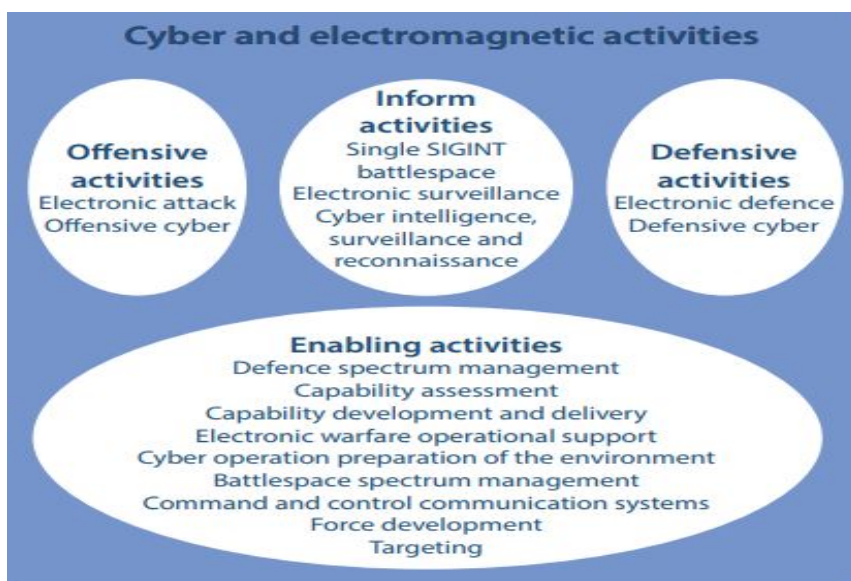 Cyber and electromagnetic activities
Offensive
activities
Electronic attack
Offensive cyber
Inform
activities
Single SIGINT
battlespace
Electronic surveillance
Cyber intelligence,
surveillance and
reconnaissance
Defensive
activities
Electronic defence
Defensive cyber
Enabling activities
Defence spectrum management
Capability assessment
Capability development and delivery
Electronic warfare operational support
Cyber operation preparation of the environment
Battlespace spectrum management
Command and control communication systems
Force development
Targeting